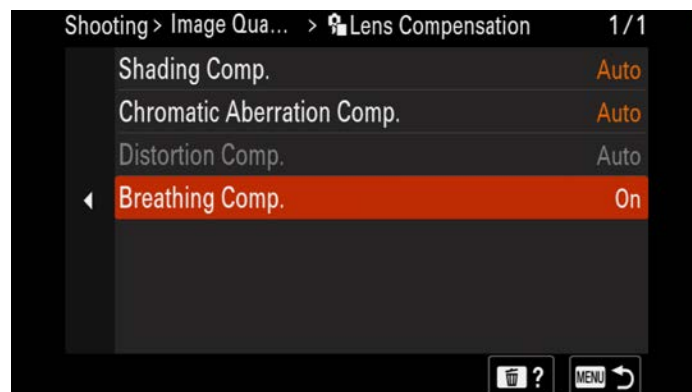 Shooting > Image Qua... > Lens Compensation 1/1
Shading Comp. Auto
Chromatic Aberration Comp. Auto
Distortion Comp. Auto
Breathing Comp. On
? MENU